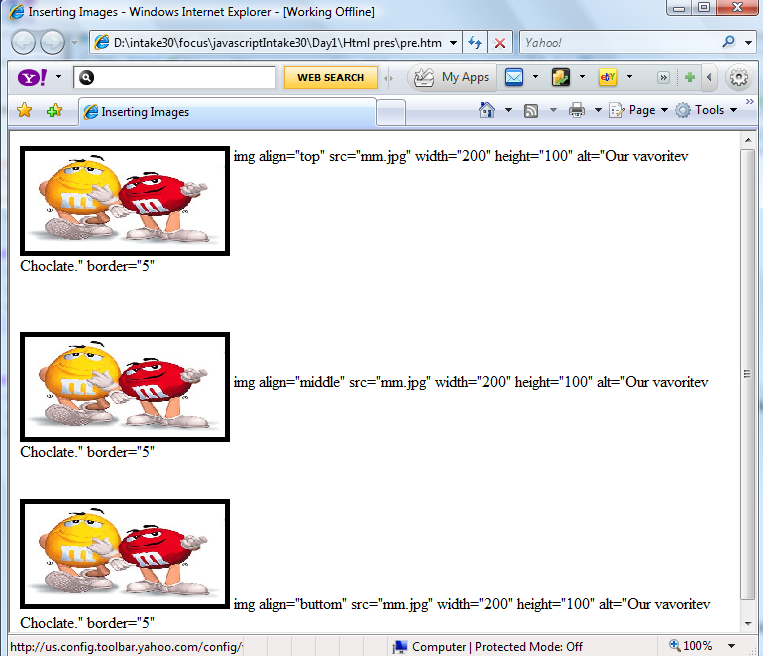 Inserting Images - Windows Internet Explorer - [Working Offline]
D:\intake30\focus\javascriptIntake30\Day1\Html pres\pre.htm Yahoo!
Y! WEB SEARCH My Apps eBY
Inserting Images Page Tools
img align="top" src="mm.jpg" width="200" height="100" alt="Our vavoritev
Choclate." border="5"
img align="middle" src="mm.jpg" width="200" height="100" alt="Our vavoritev
Choclate." border="5"
img align="buttom" src="mm.jpg" width="200" height="100" alt="Our vavoritev
Choclate." border="5"
http://us.config.toolbar.yahoo.com/config/ Computer | Protected Mode: Off 100%